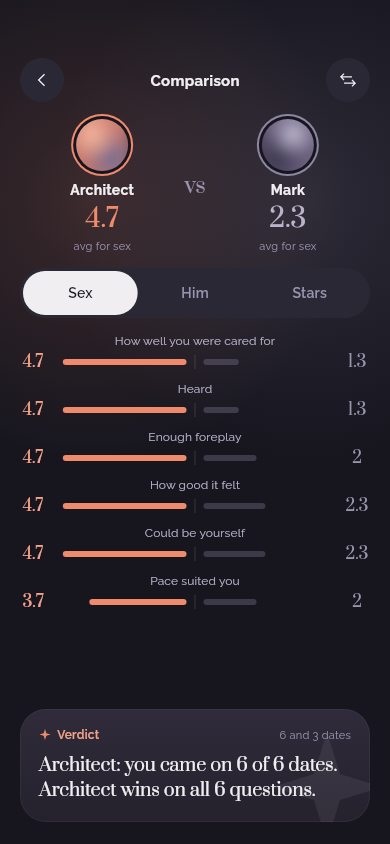 Comparison
Architect
VS
Mark
4.7
2.3
avg for sex
avg for sex
Sex
Him
Stars
How well you were cared for
4.7
1.3
Heard
4.7
1.3
Enough foreplay
4.7
2
How good it felt
4.7
2.3
Could be yourself
4.7
2.3
Pace suited you
3.7
2
Verdict
6 and 3 dates
Architect: you came on 6 of 6 dates.
Architect wins on all 6 questions.